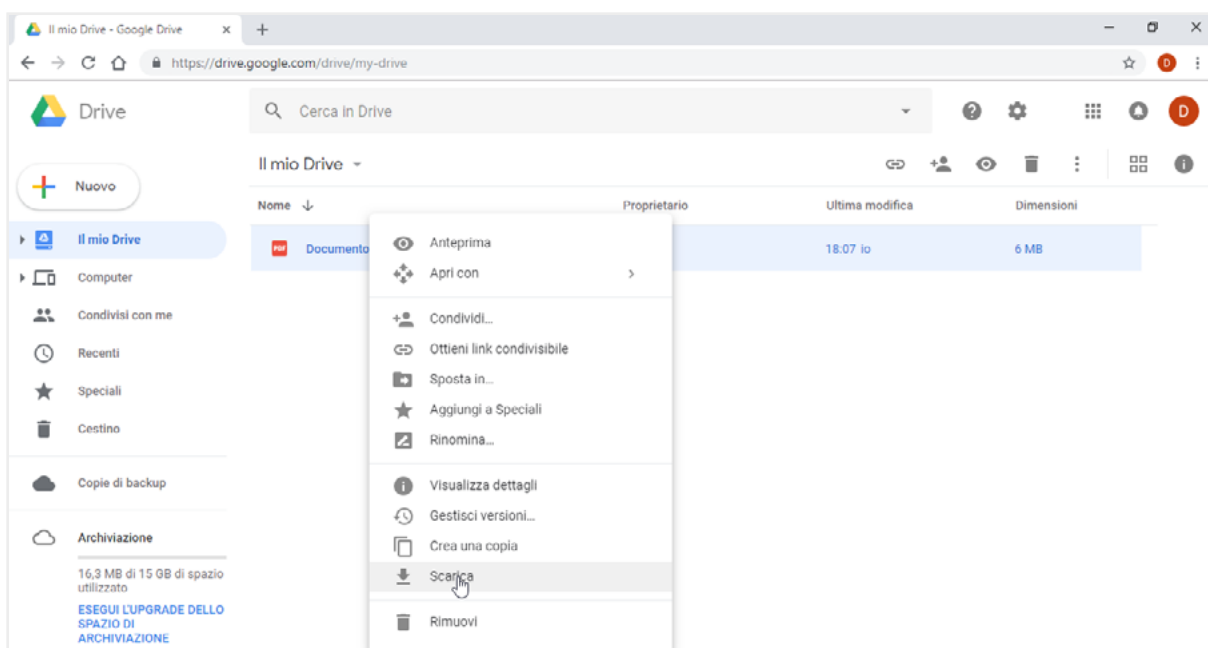 Il mio Drive - Google Drive
https://drive.google.com/drive/my-drive
D
Drive
Cerca in Drive
D
Nuovo
Il mio Drive
Nome
Proprietario
Ultima modifica
Dimensioni
PDF
Documento
18:07 io
6 MB
Il mio Drive
Computer
Condivisi con me
Recenti
Speciali
Cestino
Copie di backup
Archiviazione
16,3 MB di 15 GB di spazio
utilizzato
ESEGUI L'UPGRADE DELLO
SPAZIO DI
ARCHIVIAZIONE
Anteprima
Apri con
Condividi...
Ottieni link condivisibile
Sposta in...
Aggiungi a Speciali
Rinomina...
Visualizza dettagli
Gestisci versioni...
Crea una copia
Scarica
Rimuovi